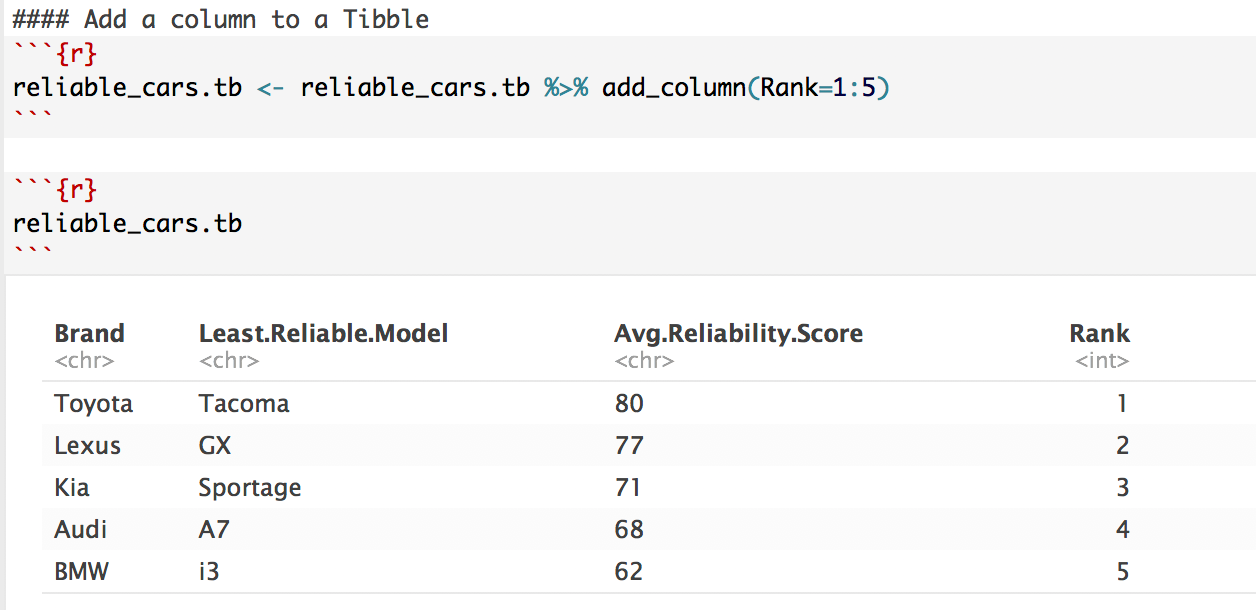 #### Add a column to a Tibble
```{r}
reliable_cars.tb <- reliable_cars.tb %>% add_column(Rank=1:5)
```
```{r}
reliable_cars.tb
```
Brand Least.Reliable.Model Avg.Reliability.Score Rank
<chr> <chr> <chr> <int>
Toyota Tacoma 80 1
Lexus GX 77 2
Kia Sportage 71 3
Audi A7 68 4
BMW i3 62 5